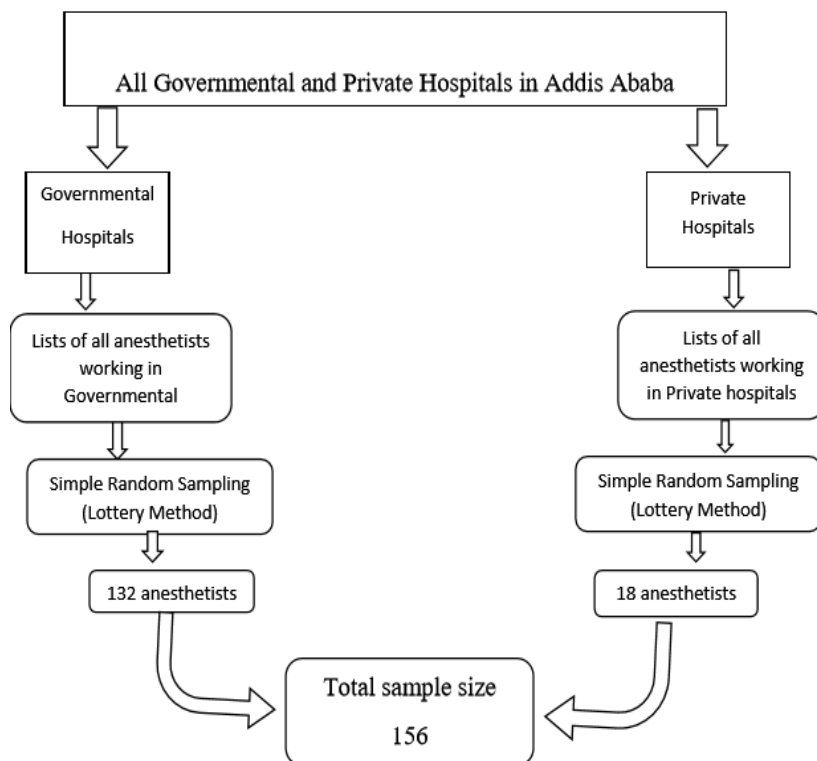 All Governmental and Private Hospitals in Addis Ababa
Governmental
Hospitals
Private
Hospitals
Lists of all anesthetists
working in
Governmental
Lists of all
anesthetists working
in Private hospitals
Simple Random Sampling
(Lottery Method)
Simple Random Sampling
(Lottery Method)
132 anesthetists
18 anesthetists
Total sample size
156